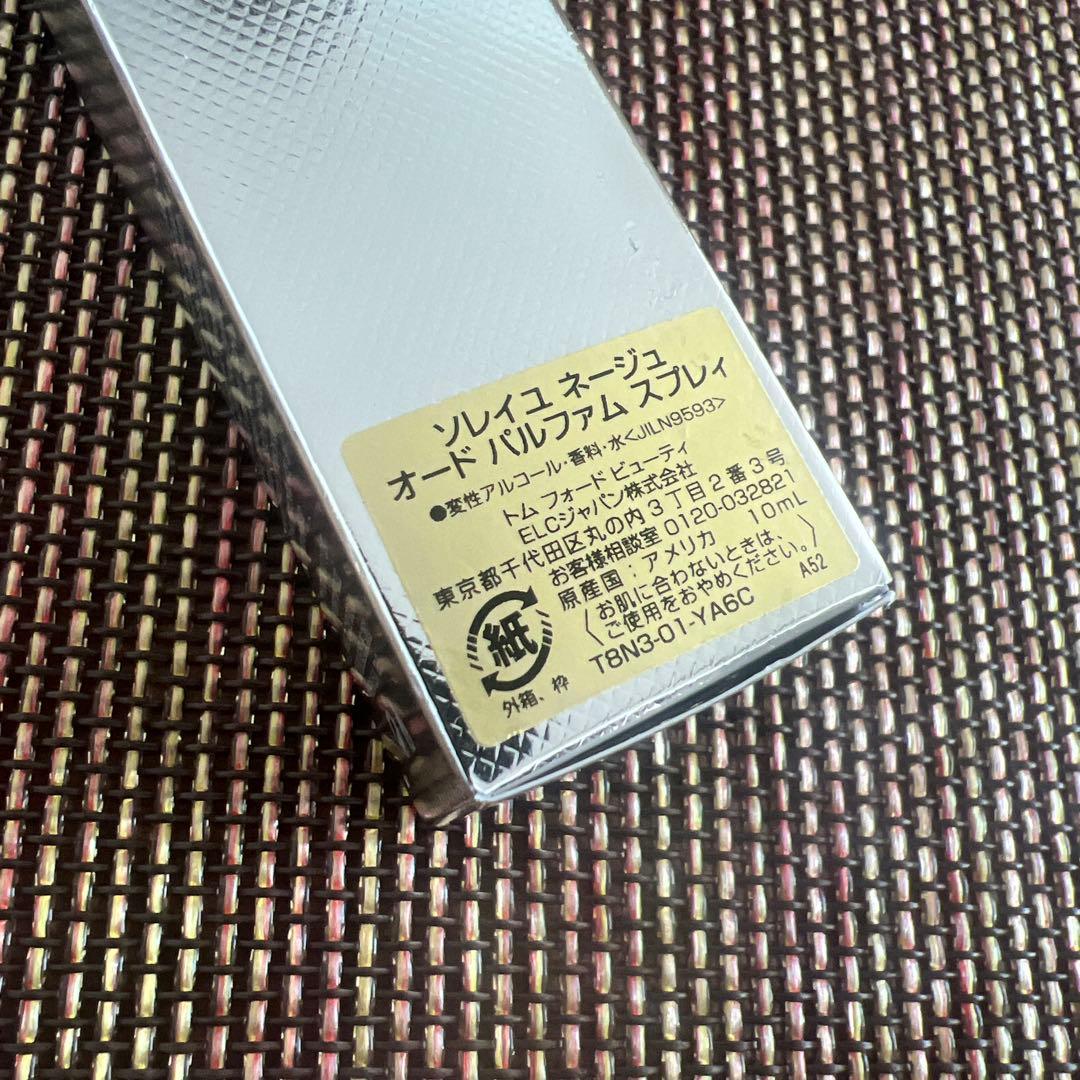 ソレイユ ネージュ
オード パルファム スプレィ
●変性アルコール・香料・水<JILN9593>
トム フォード ビューティ
ELCジャパン株式会社
東京都千代田区丸の内3丁目2番3号
お客様相談室 0120-032821
原産国：アメリカ 10mL
〈お肌に合わないときは、
ご使用をおやめください。〉
T8N3-01-YA6C A52
紙
外箱、枠